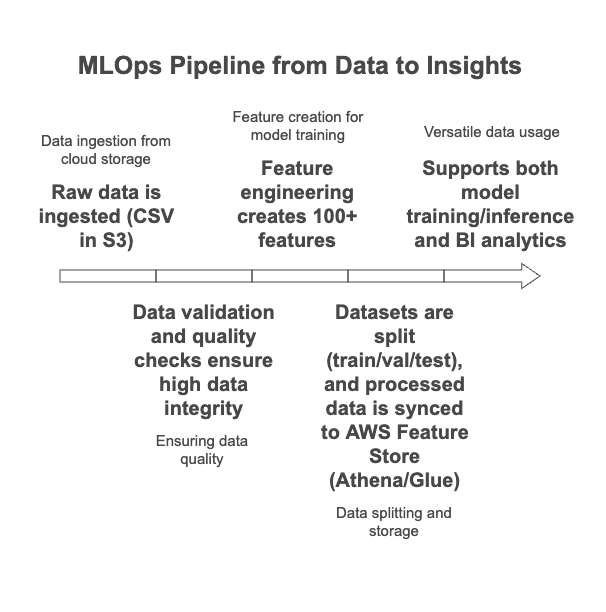 MLOps Pipeline from Data to Insights
Data ingestion from
cloud storage
Raw data is
ingested (CSV
in S3)
Feature creation for
model training
Feature
engineering
creates 100+
features
Versatile data usage
Supports both
model
training/inference
and BI analytics
Data validation
and quality
checks ensure
high data
integrity
Ensuring data
quality
Datasets are
split
(train/val/test),
and processed
data is synced
to AWS Feature
Store
(Athena/Glue)
Data splitting and
storage